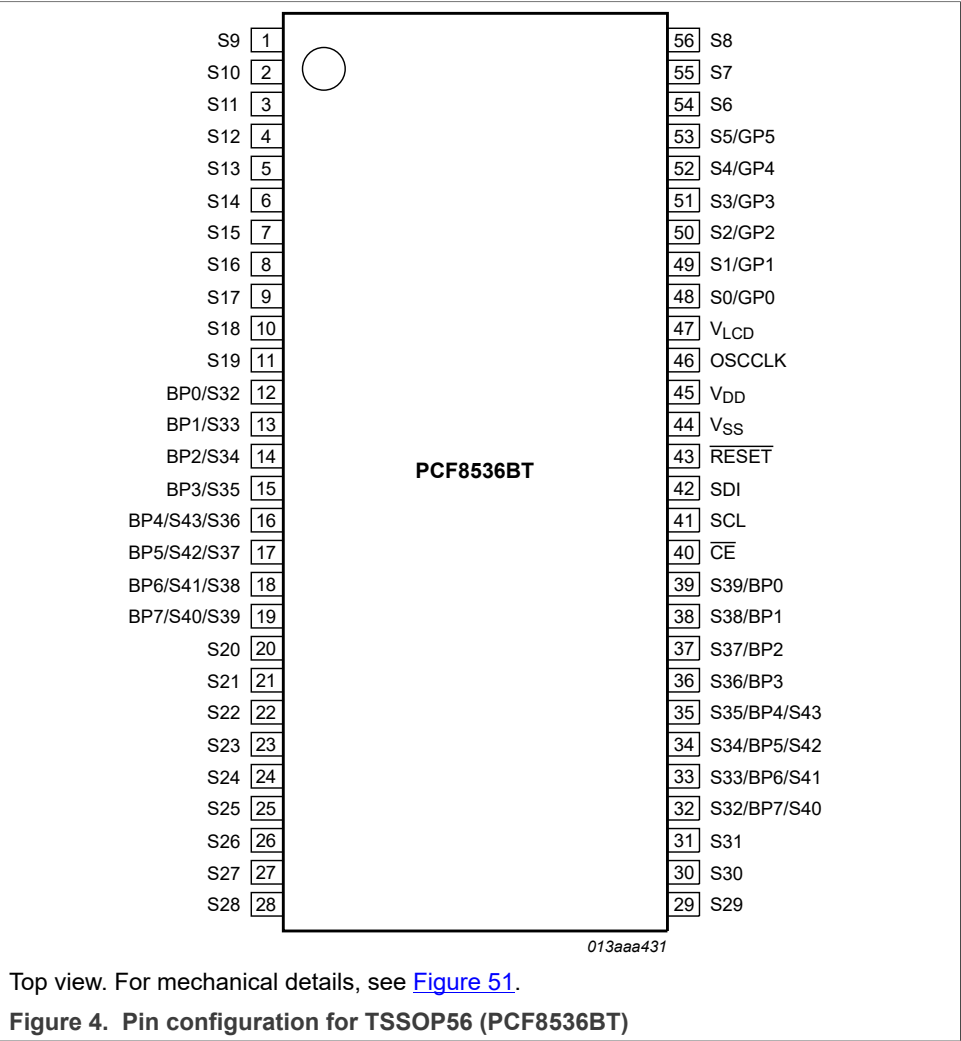 S9 1 56 S8
S10 2 55 S7
S11 3 54 S6
S12 4 53 S5/GP5
S13 5 52 S4/GP4
S14 6 51 S3/GP3
S15 7 50 S2/GP2
S16 8 49 S1/GP1
S17 9 48 S0/GP0
S18 10 47 VLCD
S19 11 46 OSCCLK
BP0/S32 12 45 VDD
BP1/S33 13 44 VSS
BP2/S34 14 43 RESET
PCF8536BT
BP3/S35 15 42 SDI
BP4/S43/S36 16 41 SCL
BP5/S42/S37 17 40 CE
BP6/S41/S38 18 39 S39/BP0
BP7/S40/S39 19 38 S38/BP1
S20 20 37 S37/BP2
S21 21 36 S36/BP3
S22 22 35 S35/BP4/S43
S23 23 34 S34/BP5/S42
S24 24 33 S33/BP6/S41
S25 25 32 S32/BP7/S40
S26 26 31 S31
S27 27 30 S30
S28 28 29 S29
013aaa431
Top view. For mechanical details, see Figure 51.
Figure 4. Pin configuration for TSSOP56 (PCF8536BT)